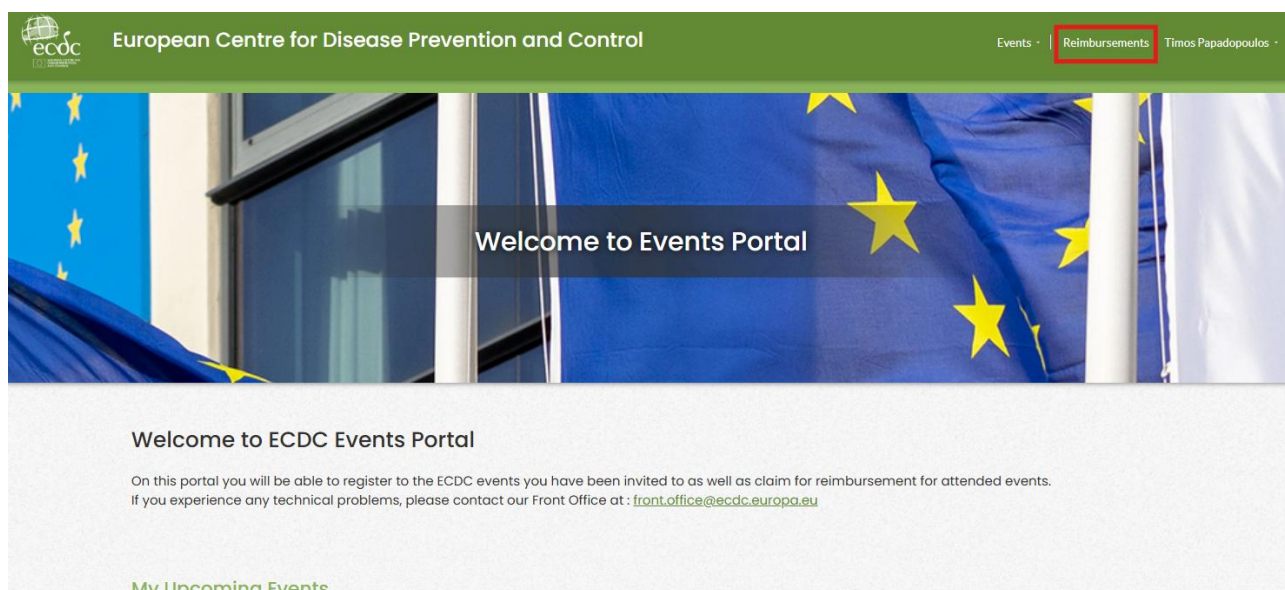 ecdc
European Centre for Disease Prevention and Control
Events
Reimbursements
Timos Papadopoulos
Welcome to Events Portal
Welcome to ECDC Events Portal
On this portal you will be able to register to the ECDC events you have been invited to as well as claim for reimbursement for attended events.
If you experience any technical problems, please contact our Front Office at : front.office@ecdc.europa.eu
My Upcoming Events